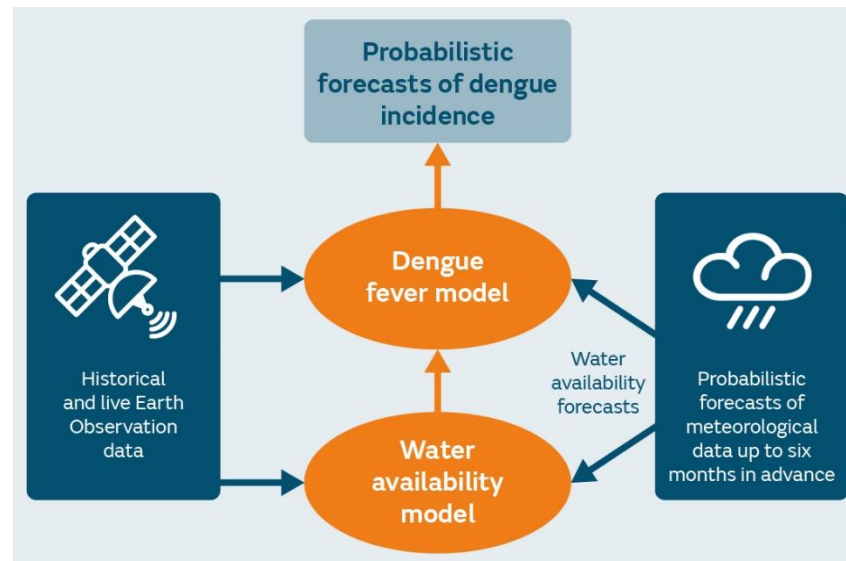 Probabilistic
forecasts of dengue
incidence
Historical
and live Earth
Observation
data
Dengue
fever model
Water
availability
forecasts
Probabilistic
forecasts of
meteorological
data up to six
months in advance
Water
availability
model